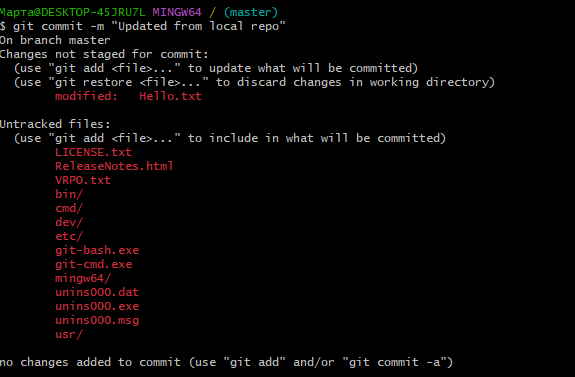 Марта@DESKTOP-45JRU7L MINGW64 / (master)
$ git commit -m "Updated from local repo"
On branch master
Changes not staged for commit:
  (use "git add <file>..." to update what will be committed)
  (use "git restore <file>..." to discard changes in working directory)
        modified:   Hello.txt

Untracked files:
  (use "git add <file>..." to include in what will be committed)
        LICENSE.txt
        ReleaseNotes.html
        VRPO.txt
        bin/
        cmd/
        dev/
        etc/
        git-bash.exe
        git-cmd.exe
        mingw64/
        unins000.dat
        unins000.exe
        unins000.msg
        usr/

no changes added to commit (use "git add" and/or "git commit -a")